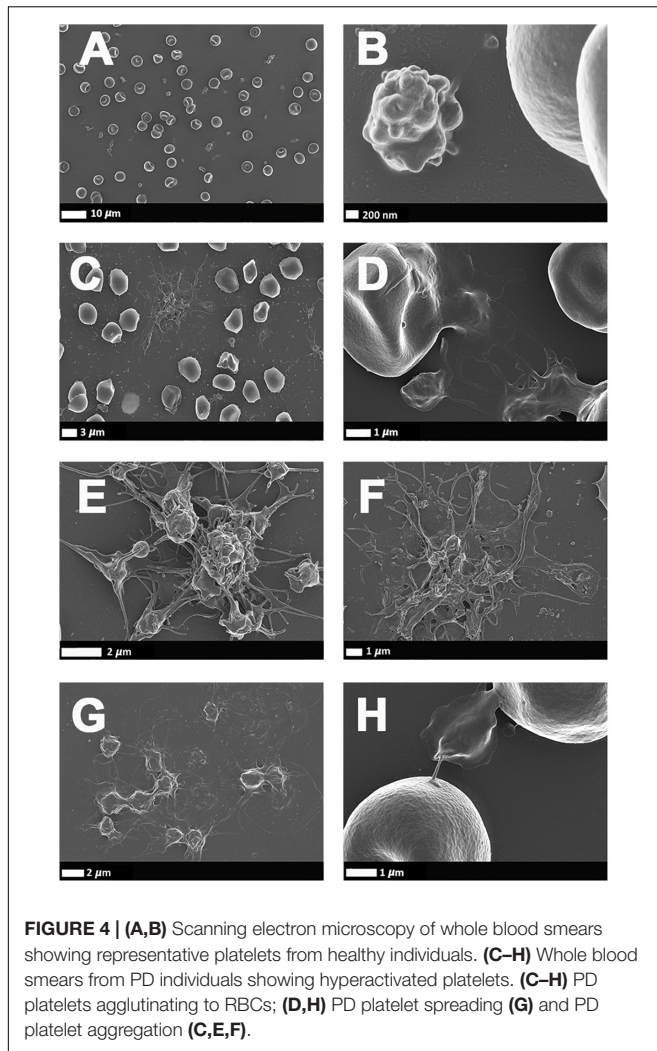 A
10 µm
B
200 nm
C
3 µm
D
1 µm
E
2 µm
F
1 µm
G
2 µm
H
1 µm
FIGURE 4 | (A,B) Scanning electron microscopy of whole blood smears
showing representative platelets from healthy individuals. (C–H) Whole blood
smears from PD individuals showing hyperactivated platelets. (C–H) PD
platelets agglutinating to RBCs; (D,H) PD platelet spreading (G) and PD
platelet aggregation (C,E,F).